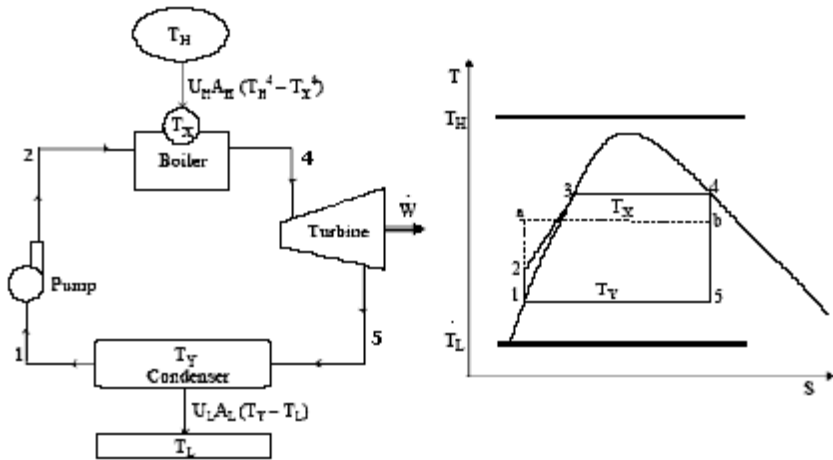 T_H
U_H A_H (T_H^4 – T_X^4)
T_X
2
Boiler
4
Ẇ
Turbine
Pump
1
T_Y
Condenser
5
U_L A_L (T_Y – T_L)
T_L
T
T_H
3
4
a
T_X
b
2
1
T_Y
5
T_L
S